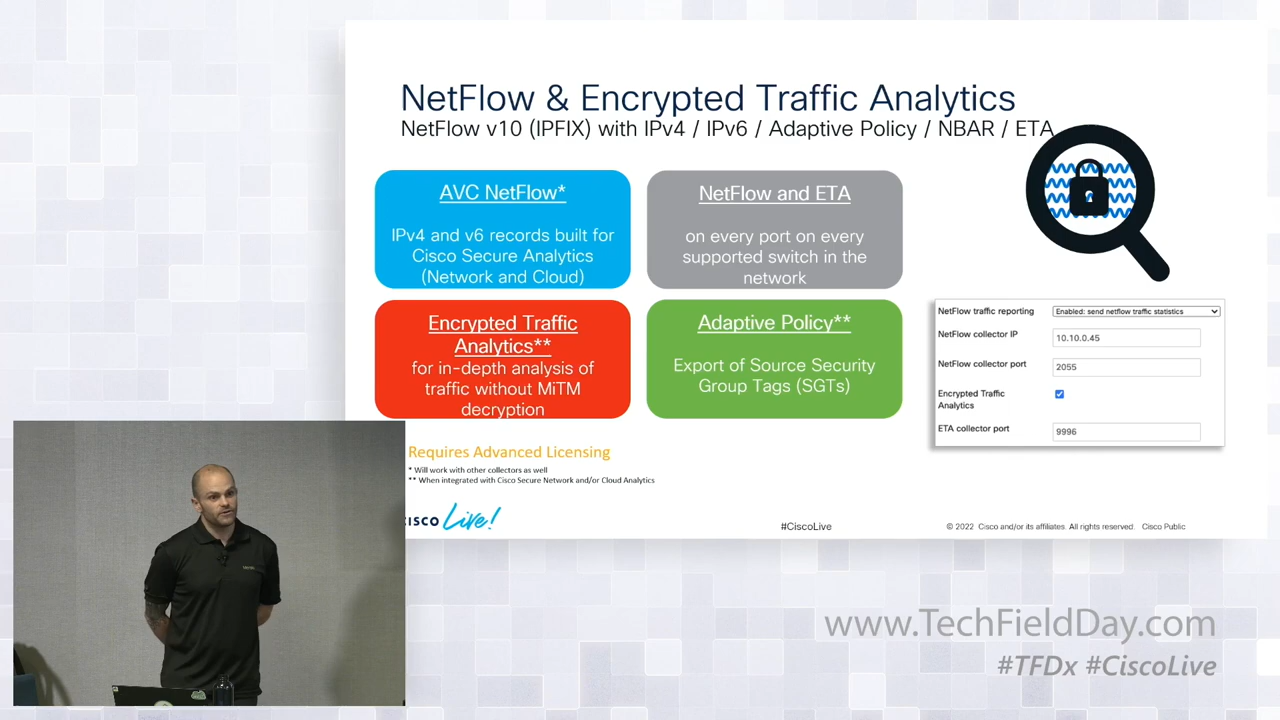 NetFlow & Encrypted Traffic Analytics
NetFlow v10 (IPFIX) with IPv4 / IPv6 / Adaptive Policy / NBAR / ETA
AVC NetFlow*
IPv4 and v6 records built for
Cisco Secure Analytics
(Network and Cloud)
NetFlow and ETA
on every port on every
supported switch in the
network
Encrypted Traffic
Analytics**
for in-depth analysis of
traffic without MiTM
decryption
Adaptive Policy**
Export of Source Security
Group Tags (SGTs)
NetFlow traffic reporting
Enabled: send netflow traffic statistics
NetFlow collector IP
10.10.0.45
NetFlow collector port
2055
Encrypted Traffic
Analytics
ETA collector port
9996
Requires Advanced Licensing
* Will work with other collectors as well
** When integrated with Cisco Secure Network and/or Cloud Analytics
CISCO Live!
#CiscoLive
© 2022 Cisco and/or its affiliates. All rights reserved. Cisco Public
www.TechFieldDay.com
#TFDx #CiscoLive